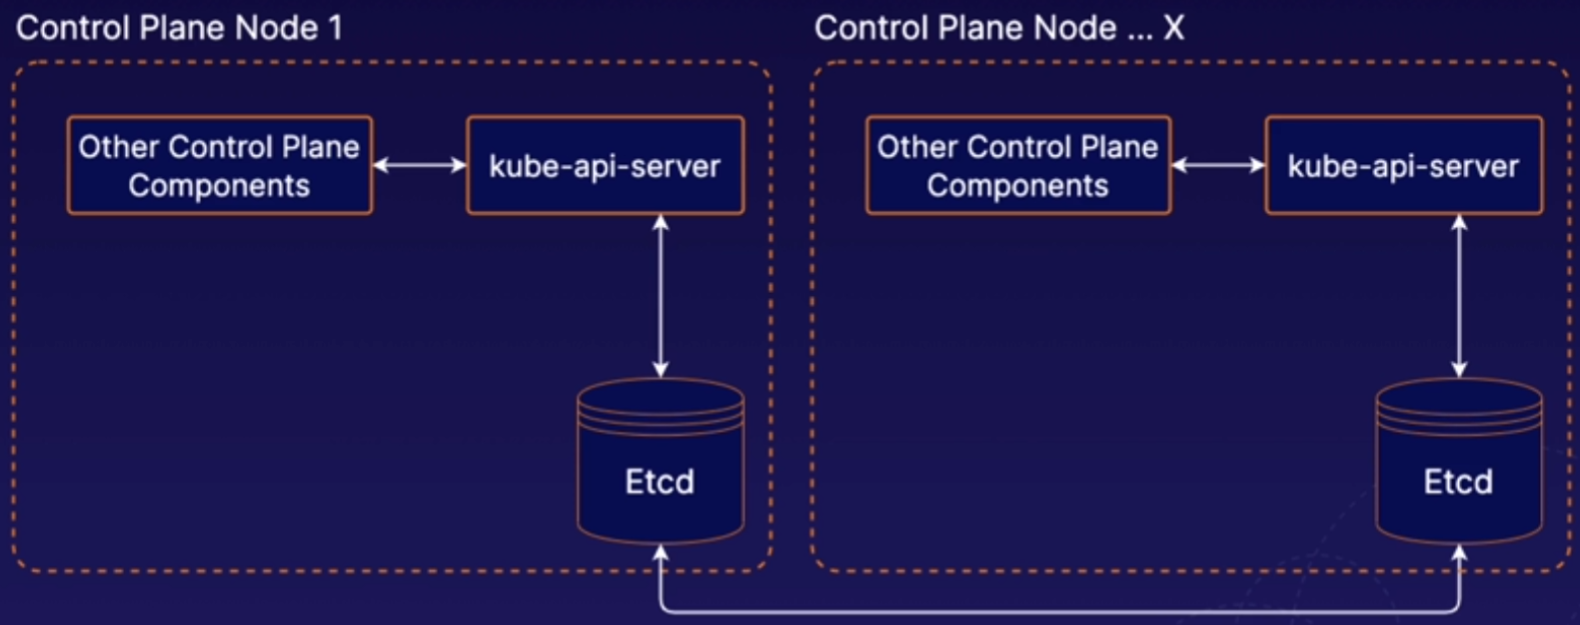 Control Plane Node 1
Control Plane Node ... X
Other Control Plane
Components
kube-api-server
Other Control Plane
Components
kube-api-server
Etcd
Etcd